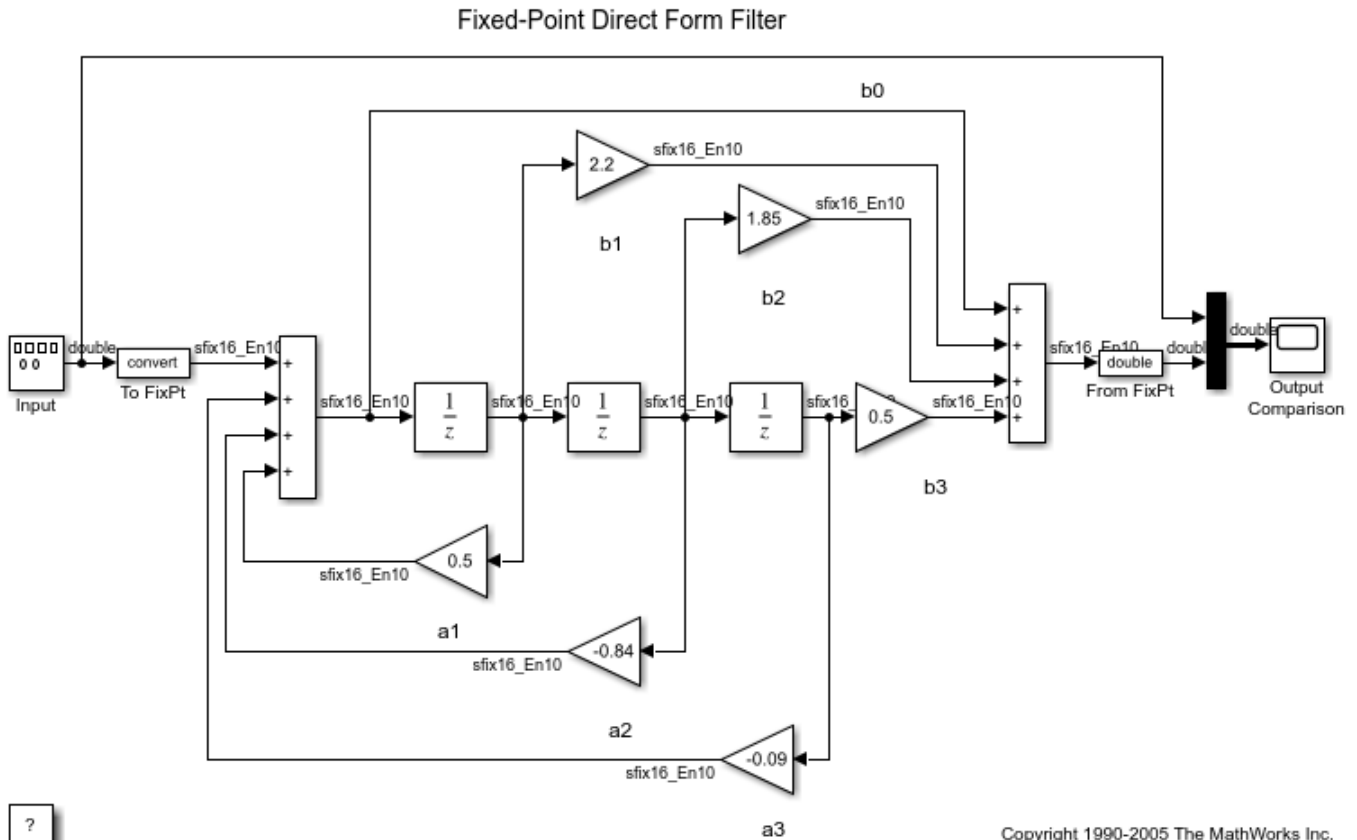 Fixed-Point Direct Form Filter
b0
2.2
sfix16_En10
b1
1.85
sfix16_En10
b2
Input
double
convert
To FixPt
sfix16_En10
+
+
+
+
sfix16_En10
1
z
sfix16_En10
1
z
sfix16_En10
1
z
0.5
sfix16_En10
b3
+
+
+
+
sfix16_En10
double
From FixPt
double
Output
Comparison
0.5
sfix16_En10
a1
-0.84
sfix16_En10
a2
-0.09
sfix16_En10
a3
?
Copyright 1990-2005 The MathWorks Inc.